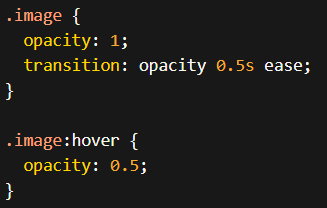 .image {
  opacity: 1;
  transition: opacity 0.5s ease;
}

.image:hover {
  opacity: 0.5;
}